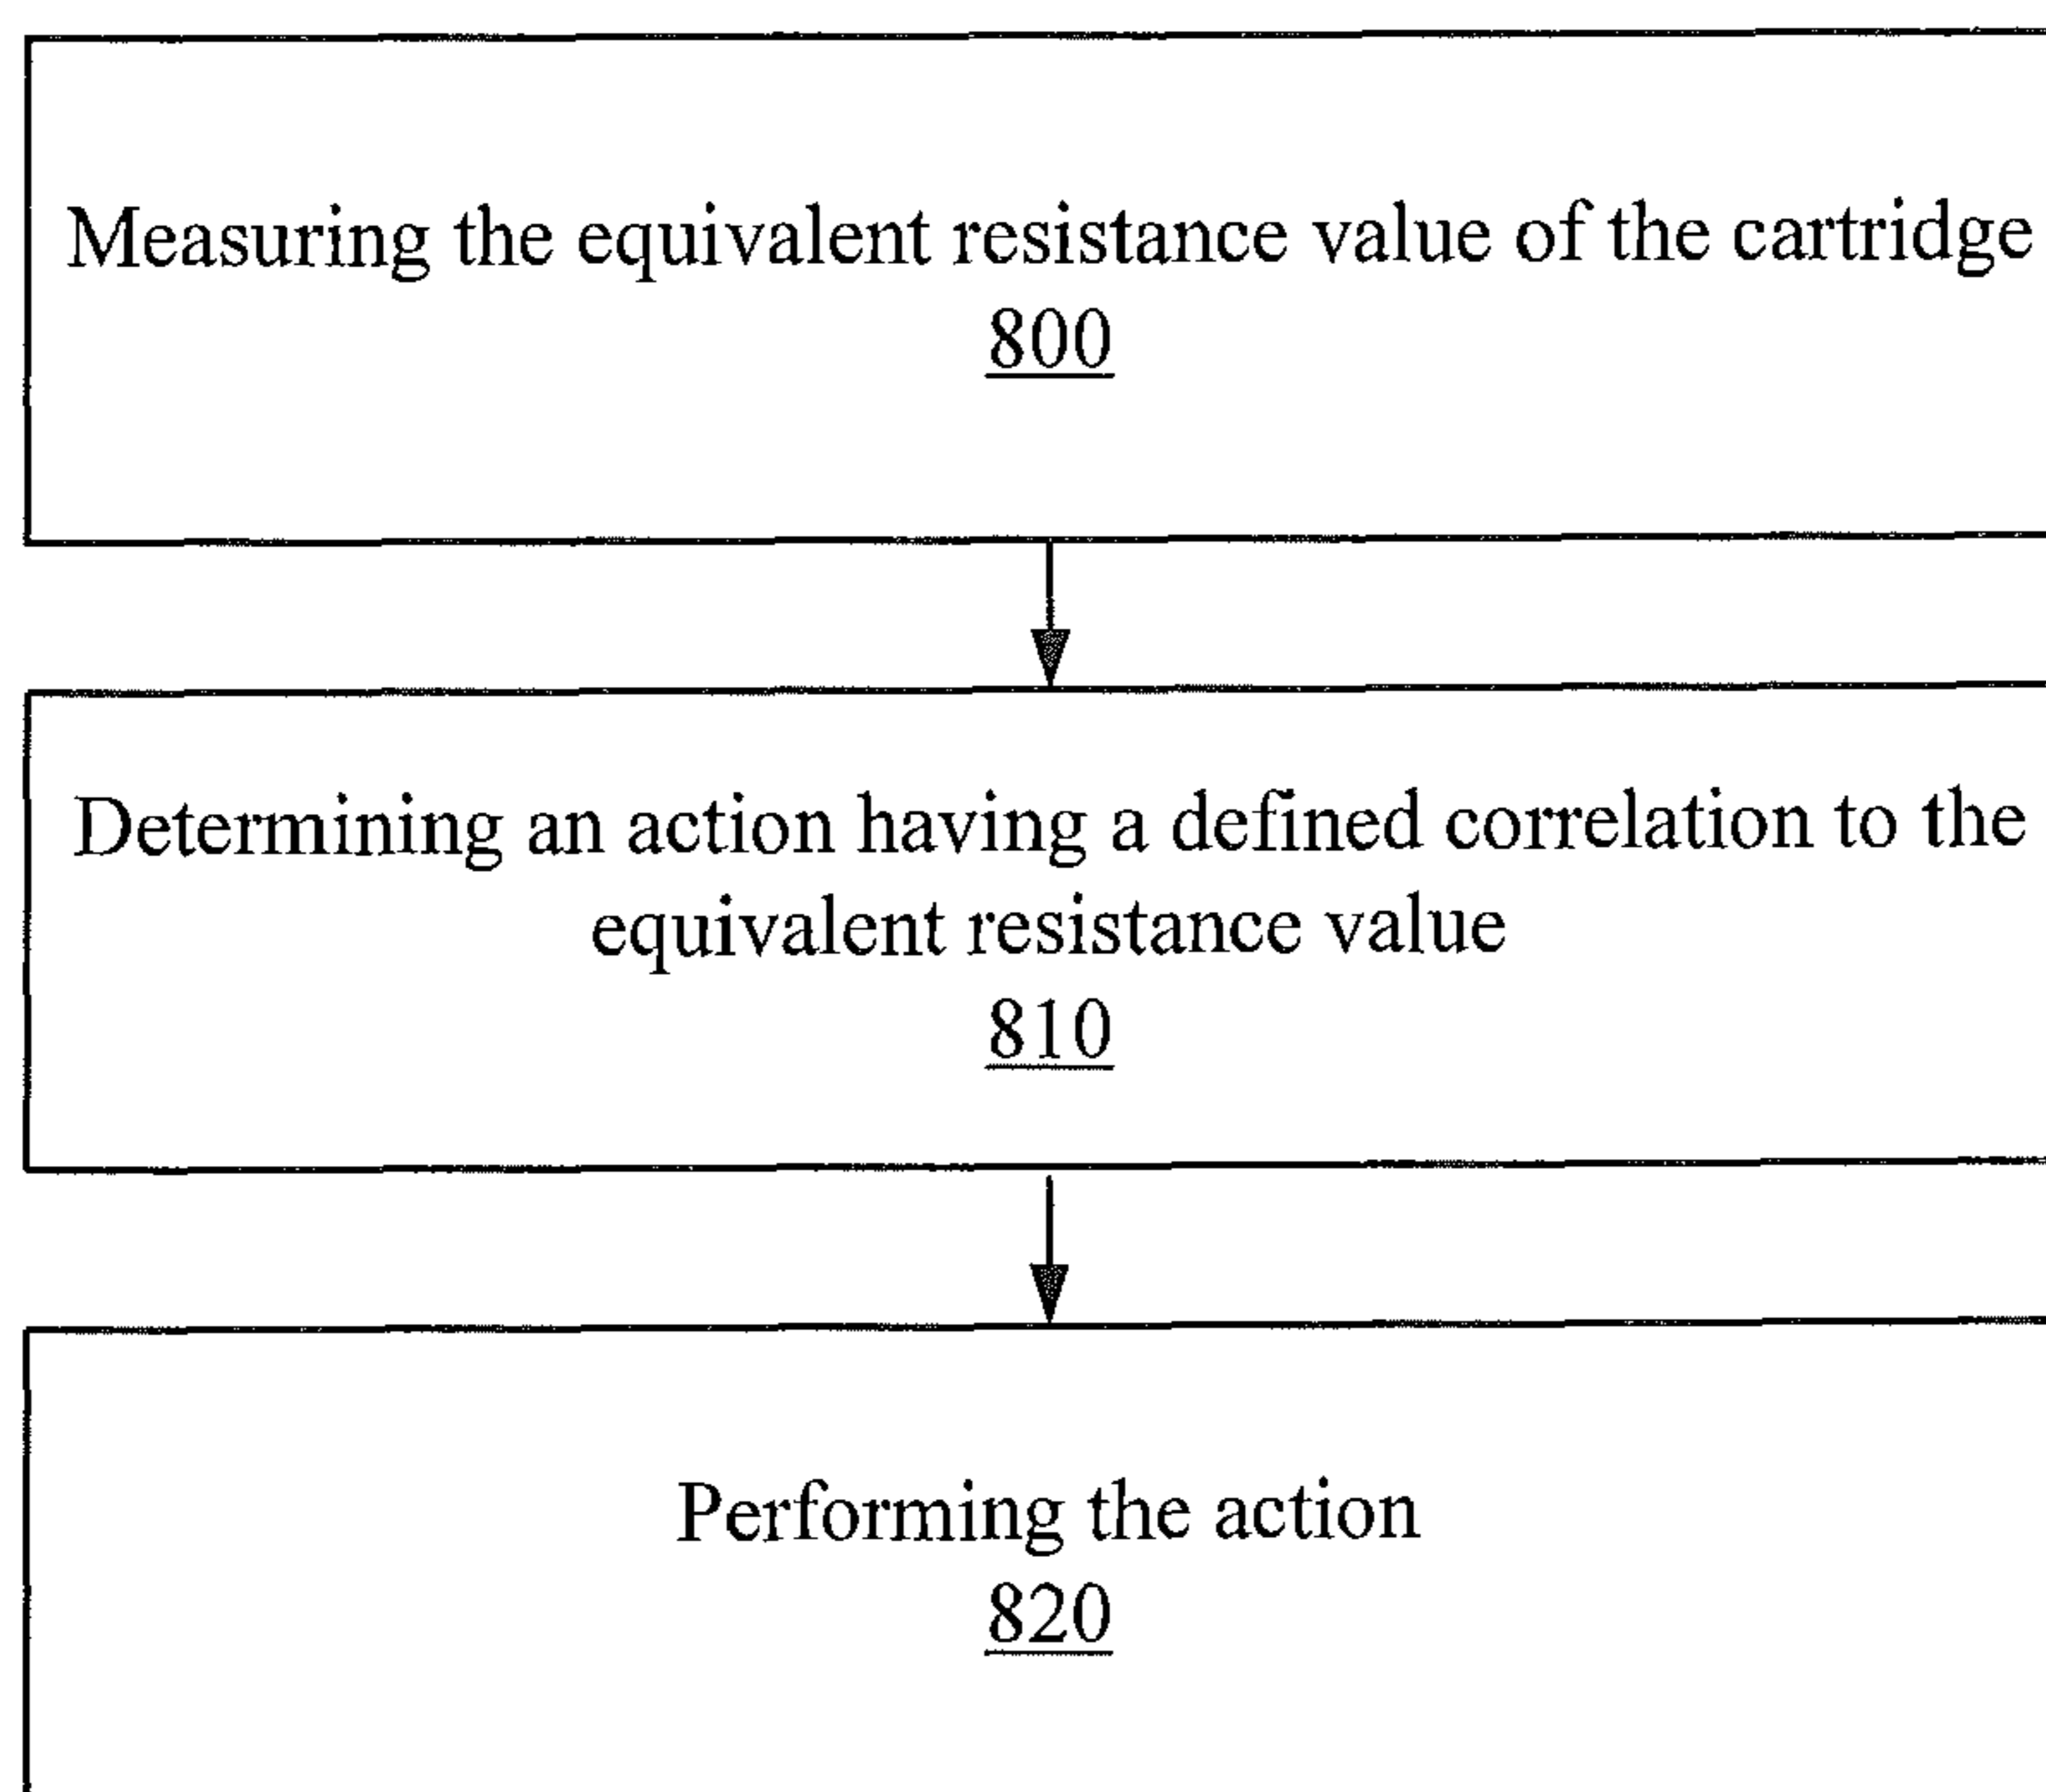 Measuring the equivalent resistance value of the cartridge
800
Determining an action having a defined correlation to the
equivalent resistance value
810
Performing the action
820